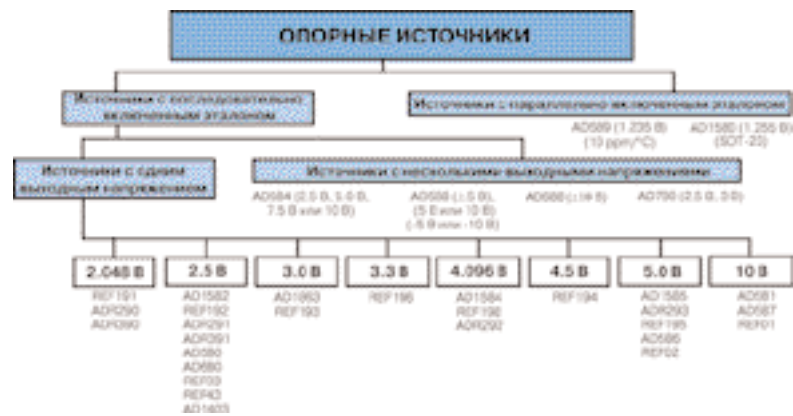 ОПОРНЫЕ ИСТОЧНИКИ
Источники с последовательно
включенным эталоном
Источники с параллельно включенным эталоном
AD589 (1.235 В)
(10 ppm/°C)
AD1580 (1.255 В)
(SOT-23)
Источники с одним
выходным напряжением
Источники с несколькими выходными напряжениями
AD584 (2.5 В, 5.0 В,
7.5 В или 10 В)
(5 В или 10 В)
(-5 В или -10 В)
AD688 (±10 В)
AD780 (2.5 В, 3.0)
2.048 В
REF191
ADR290
ADR390
2.5 В
AD1582
REF192
ADR291
ADR391
AD580
AD680
REF03
REF43
3.0 В
REF193
3.3 В
REF196
4.096 В
AD1584
REF198
ADR292
4.5 В
REF194
5.0 В
AD1585
ADR293
REF195
AD586
REF02
10 В
AD581
AD587
REF01